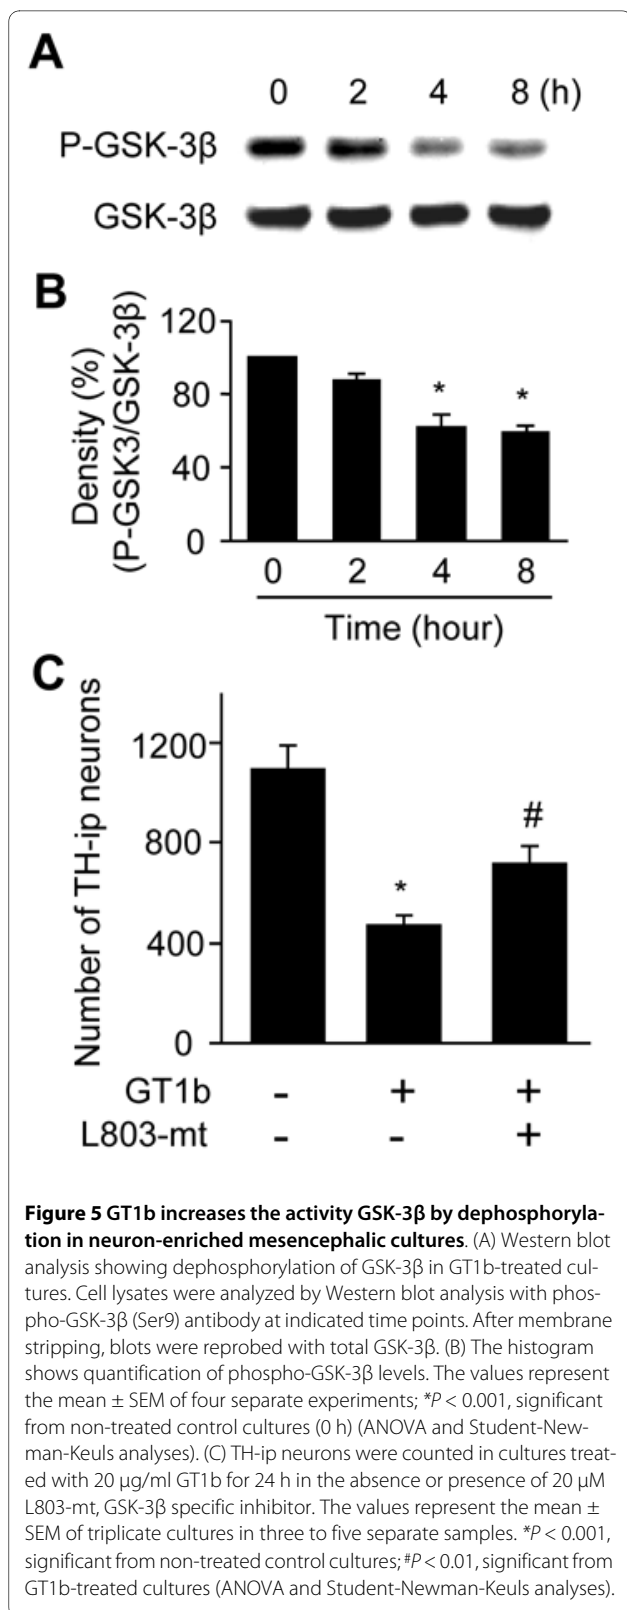 A
0 2 4 8 (h)
P-GSK-3β
GSK-3β
B
Density (%)
(P-GSK3/GSK-3β)
120
80
40
0
* *
0 2 4 8
Time (hour)
C
Number of TH-ip neurons
1200
800
400
0
* #
GT1b - + +
L803-mt - - +
Figure 5 GT1b increases the activity GSK-3β by dephosphoryla-
tion in neuron-enriched mesencephalic cultures. (A) Western blot
analysis showing dephosphorylation of GSK-3β in GT1b-treated cul-
tures. Cell lysates were analyzed by Western blot analysis with phos-
pho-GSK-3β (Ser9) antibody at indicated time points. After membrane
stripping, blots were reprobed with total GSK-3β. (B) The histogram
shows quantification of phospho-GSK-3β levels. The values represent
the mean ± SEM of four separate experiments; *P < 0.001, significant
from non-treated control cultures (0 h) (ANOVA and Student-New-
man-Keuls analyses). (C) TH-ip neurons were counted in cultures treat-
ed with 20 μg/ml GT1b for 24 h in the absence or presence of 20 μM
L803-mt, GSK-3β specific inhibitor. The values represent the mean ±
SEM of triplicate cultures in three to five separate samples. *P < 0.001,
significant from non-treated control cultures; #P < 0.01, significant from
GT1b-treated cultures (ANOVA and Student-Newman-Keuls analyses).